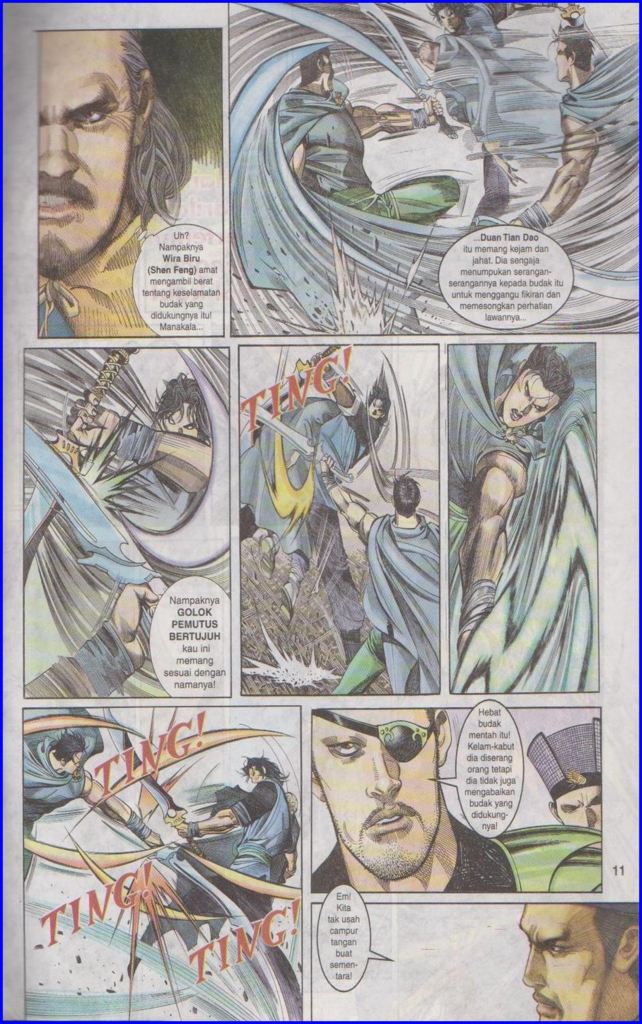 Uh?
Nampaknya
Wira Biru
(Shen Feng) amat
mengambil berat
tentang keselamatan
budak yang
didukungnya itu!
Manakala...
...Duan Tian Dao
itu memang kejam dan
jahat. Dia sengaja
menumpukan serangan-
serangannya kepada budak itu
untuk menggangu fikiran dan
memesongkan perhatian
lawannya...
Nampaknya
GOLOK
PEMUTUS
BERTUJUH
kau ini
memang
sesuai dengan
namanya!
TING!
TING!
TING!
TING!
Hebat
budak
mentah itu!
Kelam-kabut
dia diserang
orang tetapi
dia tidak juga
mengabaikan
budak yang
didukung-
nya!
11
Em!
Kita
tak usah
campur
tangan
buat
semen-
tara!